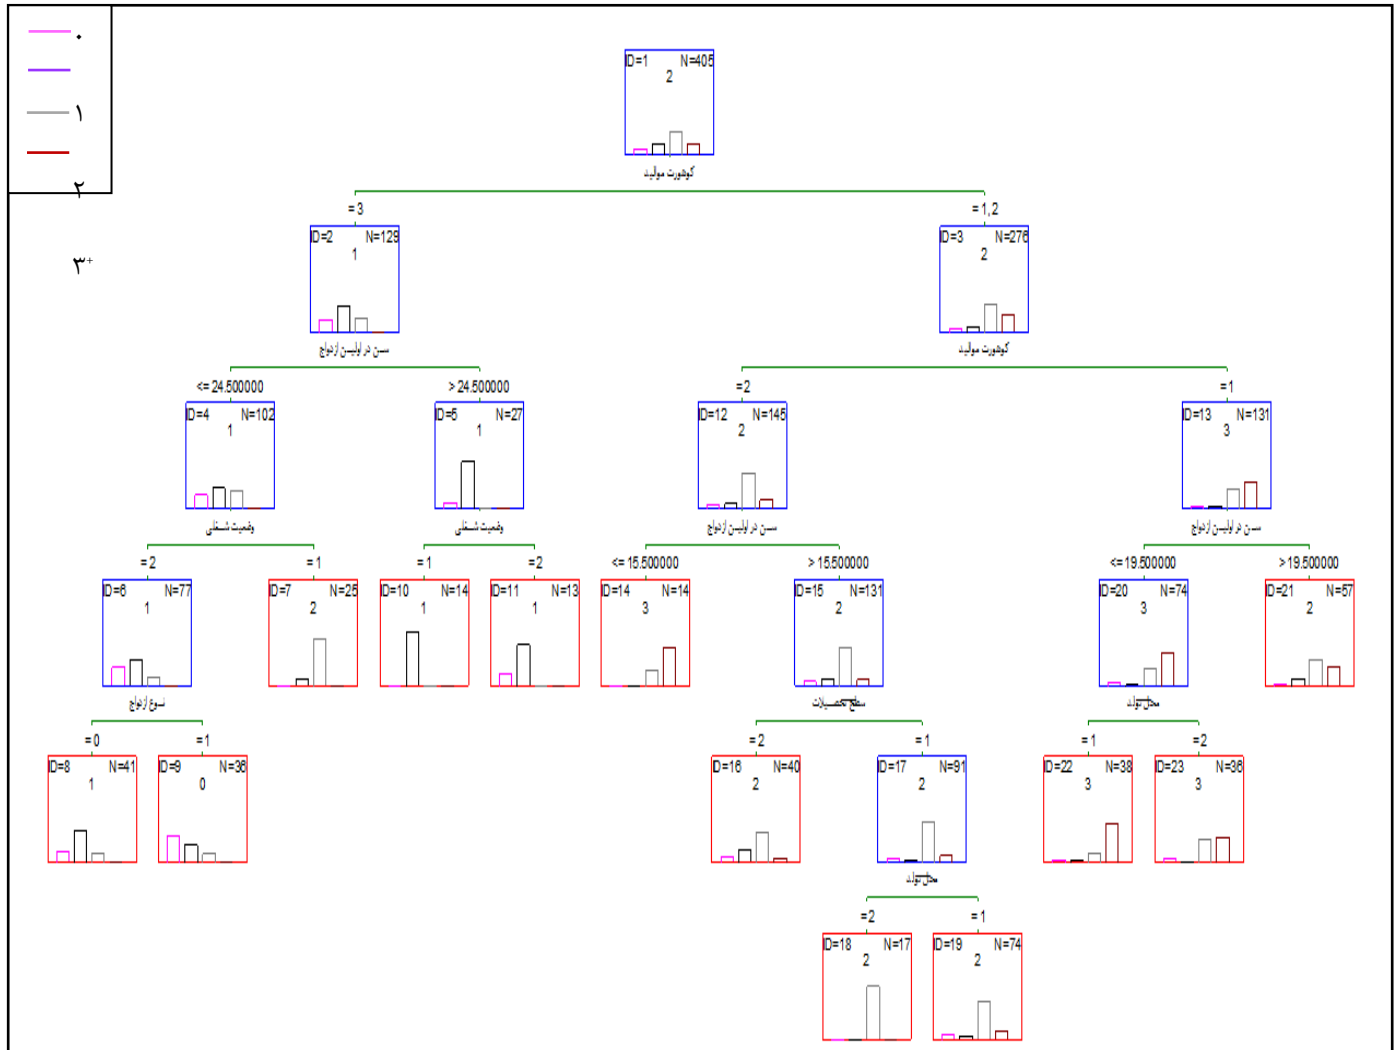 ۰
۱
۲
۳+
ID=1 N=405
2
کوهورت موالید
=3
=1,2
ID=2 N=129
1
ID=3 N=276
2
سن در اولین ازدواج
کوهورت موالید
<= 24.500000
> 24.500000
=2
=1
ID=4 N=102
1
ID=5 N=27
1
ID=12 N=145
2
ID=13 N=131
3
وضعیت شغلی
وضعیت شغلی
سن در اولین ازدواج
سن در اولین ازدواج
=2
=1
=1
=2
<= 15.500000
> 15.500000
<= 19.500000
> 19.500000
ID=6 N=77
1
ID=7 N=25
2
ID=10 N=14
1
ID=11 N=13
1
ID=14 N=14
3
ID=15 N=131
2
ID=20 N=74
3
ID=21 N=57
2
نوع ازدواج
سطح تحصیلات
محل تولد
=0
=1
=2
=1
=1
=2
ID=8 N=41
1
ID=9 N=36
0
ID=16 N=40
2
ID=17 N=91
2
ID=22 N=38
3
ID=23 N=36
3
محل تولد
=2
=1
ID=18 N=17
2
ID=19 N=74
2